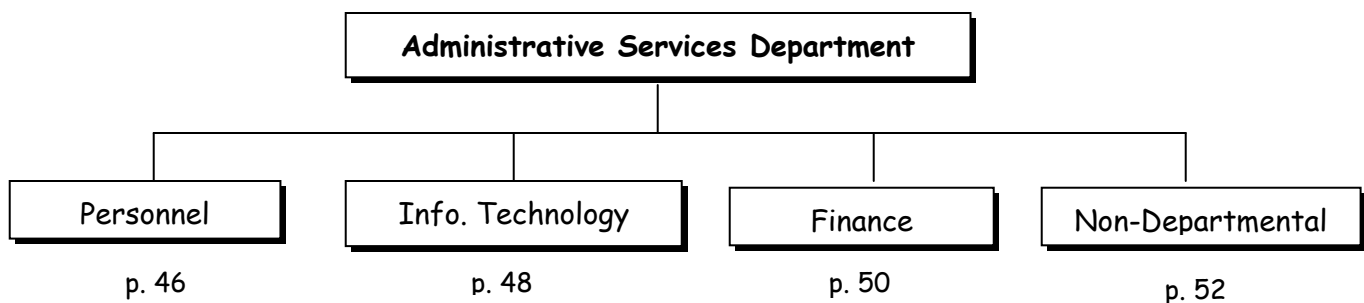 Administrative Services Department
Personnel
Info. Technology
Finance
Non-Departmental
p. 46
p. 48
p. 50
p. 52